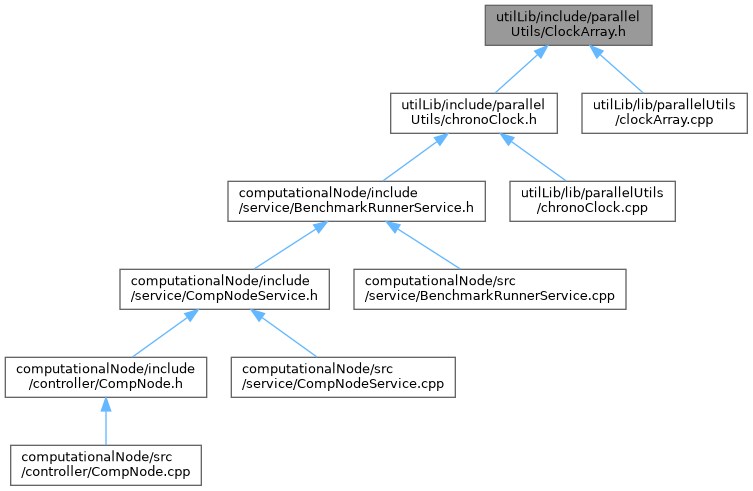 utilLib/include/parallel
Utils/ClockArray.h
utilLib/include/parallel
Utils/chronoClock.h
utilLib/lib/parallelUtils
/clockArray.cpp
computationalNode/include
/service/BenchmarkRunnerService.h
utilLib/lib/parallelUtils
/chronoClock.cpp
computationalNode/include
/service/CompNodeService.h
computationalNode/src
/service/BenchmarkRunnerService.cpp
computationalNode/include
/controller/CompNode.h
computationalNode/src
/service/CompNodeService.cpp
computationalNode/src
/controller/CompNode.cpp